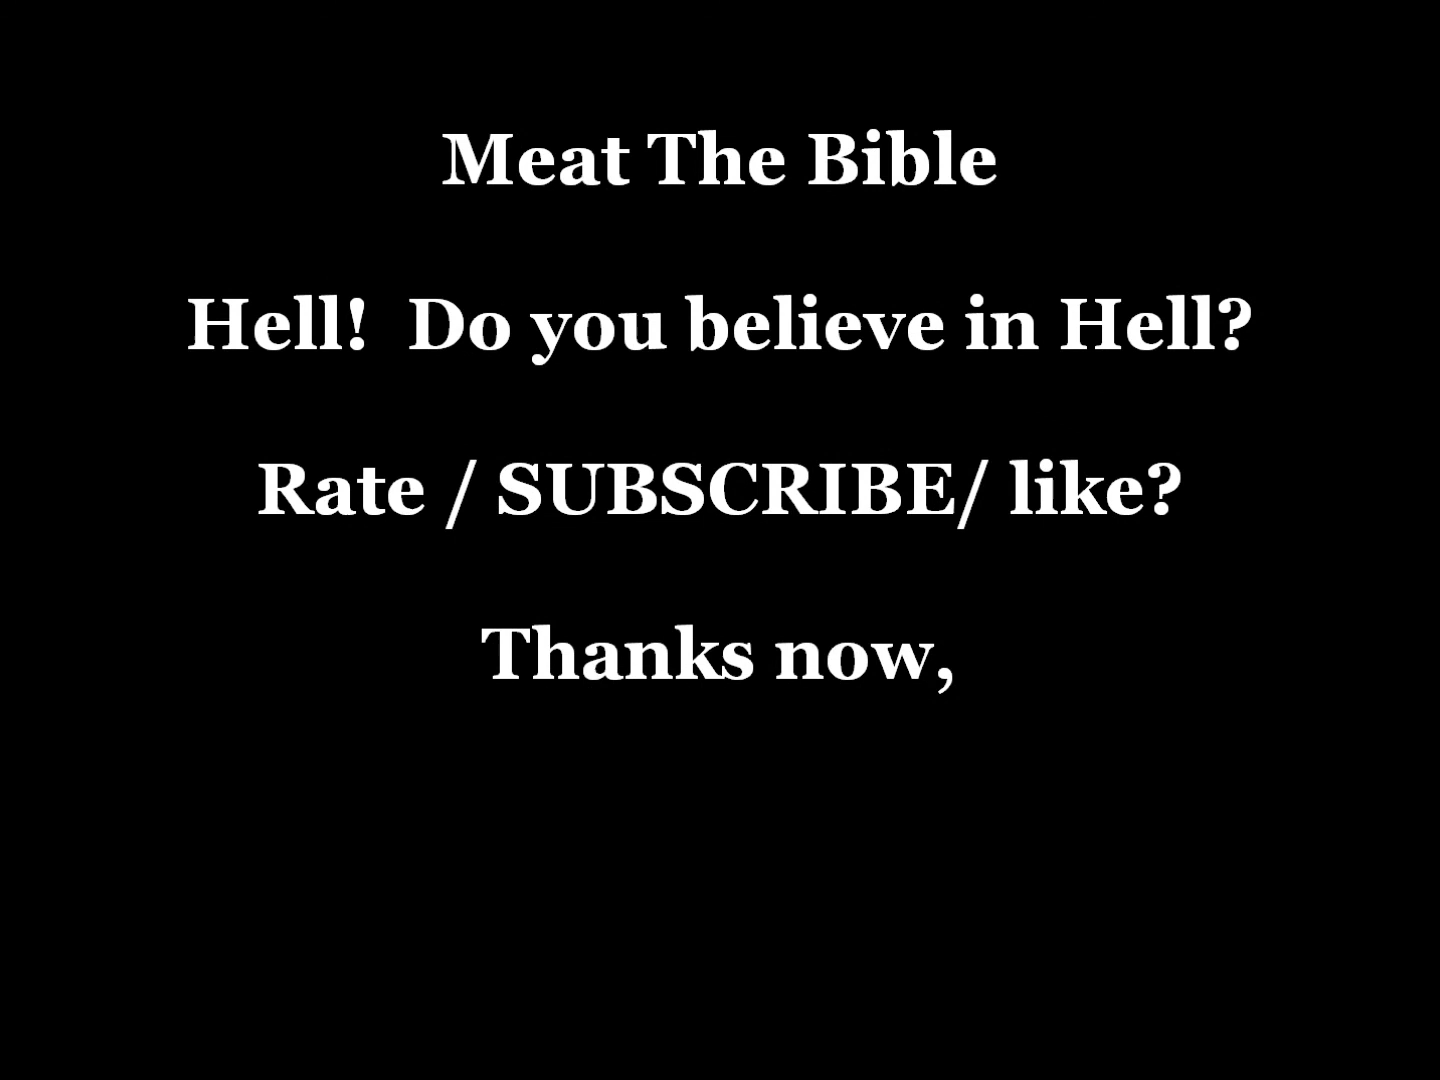 Meat The Bible
Hell!  Do you believe in Hell?
Rate / SUBSCRIBE/ like?
Thanks now,